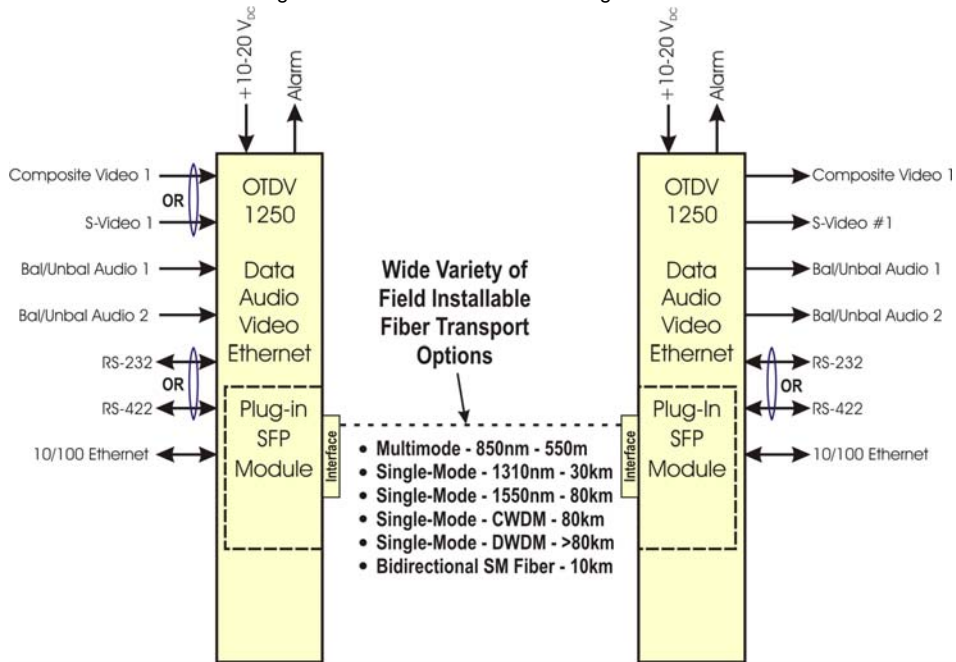 +10-20 VDC
Alarm
+10-20 VDC
Alarm
Composite Video 1
OR
S-Video 1
Bal/Unbal Audio 1
Bal/Unbal Audio 2
RS-232
OR
RS-422
10/100 Ethernet
OTDV
1250
Data
Audio
Video
Ethernet
Plug-in
SFP
Module
Interface
Wide Variety of
Field Installable
Fiber Transport
Options
• Multimode - 850nm - 550m
• Single-Mode - 1310nm - 30km
• Single-Mode - 1550nm - 80km
• Single-Mode - CWDM - 80km
• Single-Mode - DWDM - >80km
• Bidirectional SM Fiber - 10km
Interface
OTDV
1250
Data
Audio
Video
Ethernet
Plug-In
SFP
Module
Composite Video 1
S-Video #1
Bal/Unbal Audio 1
Bal/Unbal Audio 2
RS-232
OR
RS-422
10/100 Ethernet